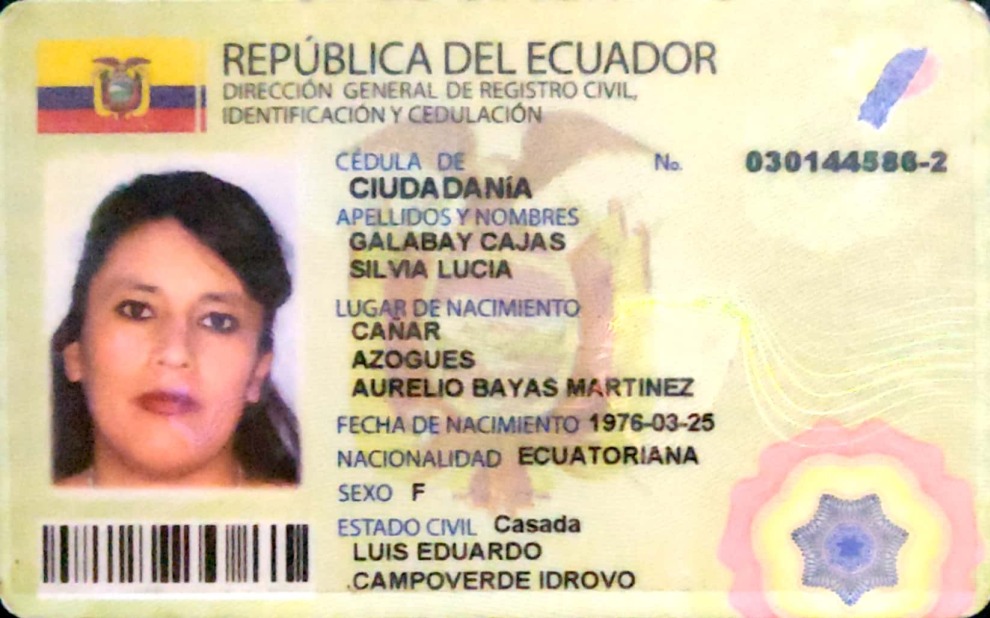 REPÚBLICA DEL ECUADOR
DIRECCIÓN GENERAL DE REGISTRO CIVIL,
IDENTIFICACIÓN Y CEDULACIÓN
CÉDULA DE No. 030144586-2
CIUDADANÍA
APELLIDOS Y NOMBRES
GALABAY CAJAS
SILVIA LUCIA
LUGAR DE NACIMIENTO
CAÑAR
AZOGUES
AURELIO BAYAS MARTINEZ
FECHA DE NACIMIENTO 1976-03-25
NACIONALIDAD ECUATORIANA
SEXO F
ESTADO CIVIL Casada
LUIS EDUARDO
CAMPOVERDE IDROVO